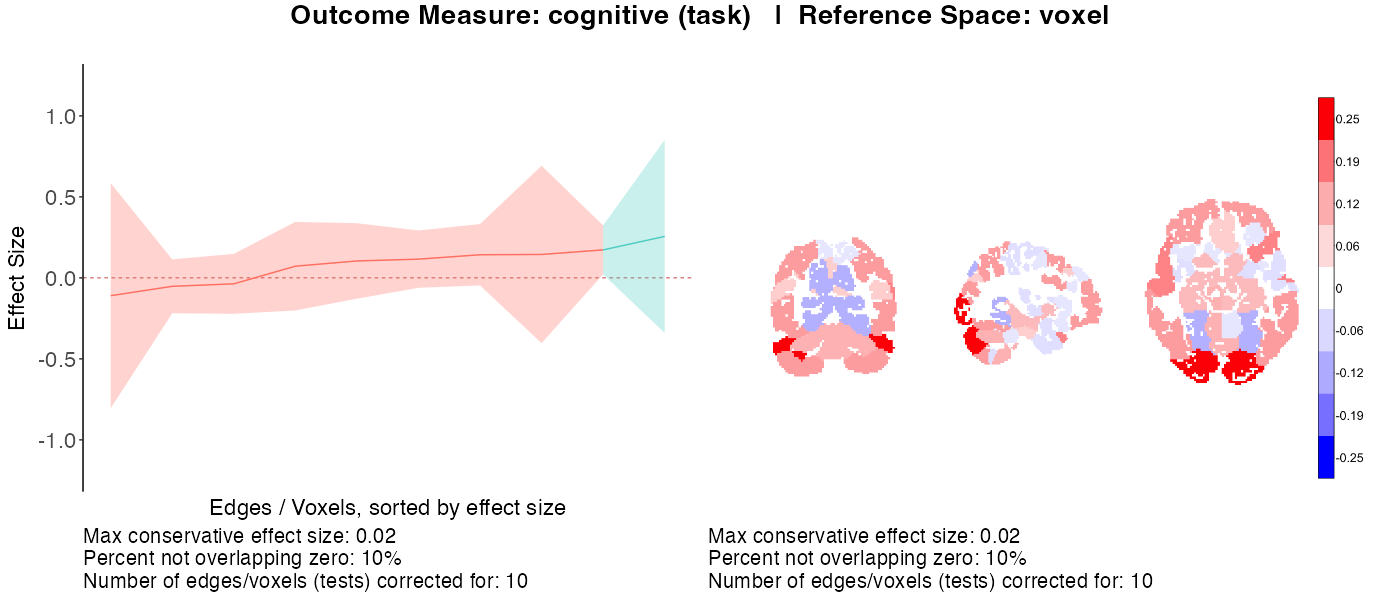 Outcome Measure: cognitive (task) | Reference Space: voxel
Effect Size
1.0
0.5
0.0
-0.5
-1.0
Edges / Voxels, sorted by effect size
Max conservative effect size: 0.02
Percent not overlapping zero: 10%
Number of edges/voxels (tests) corrected for: 10
0.25
0.19
0.12
0.06
0
-0.06
-0.12
-0.19
-0.25
Max conservative effect size: 0.02
Percent not overlapping zero: 10%
Number of edges/voxels (tests) corrected for: 10